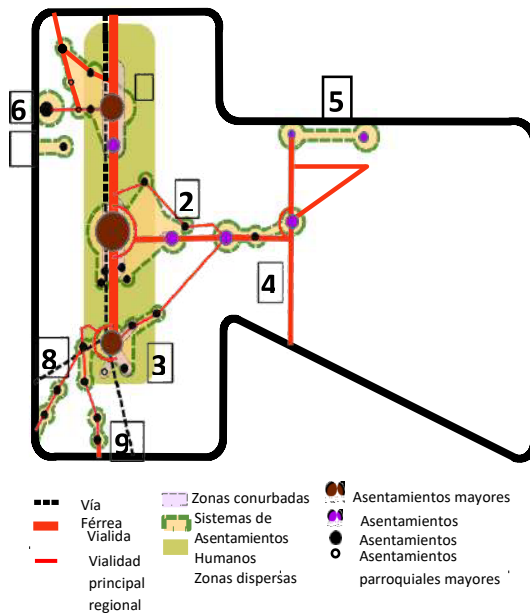 5
6
2
4
8
3
9
Vía
Férrea
Vialida
Vialidad
principal
regional
Zonas conurbadas
Sistemas de
Asentamientos
Humanos
Zonas dispersas
Asentamientos mayores
Asentamientos
Asentamientos
Asentamientos
parroquiales mayores